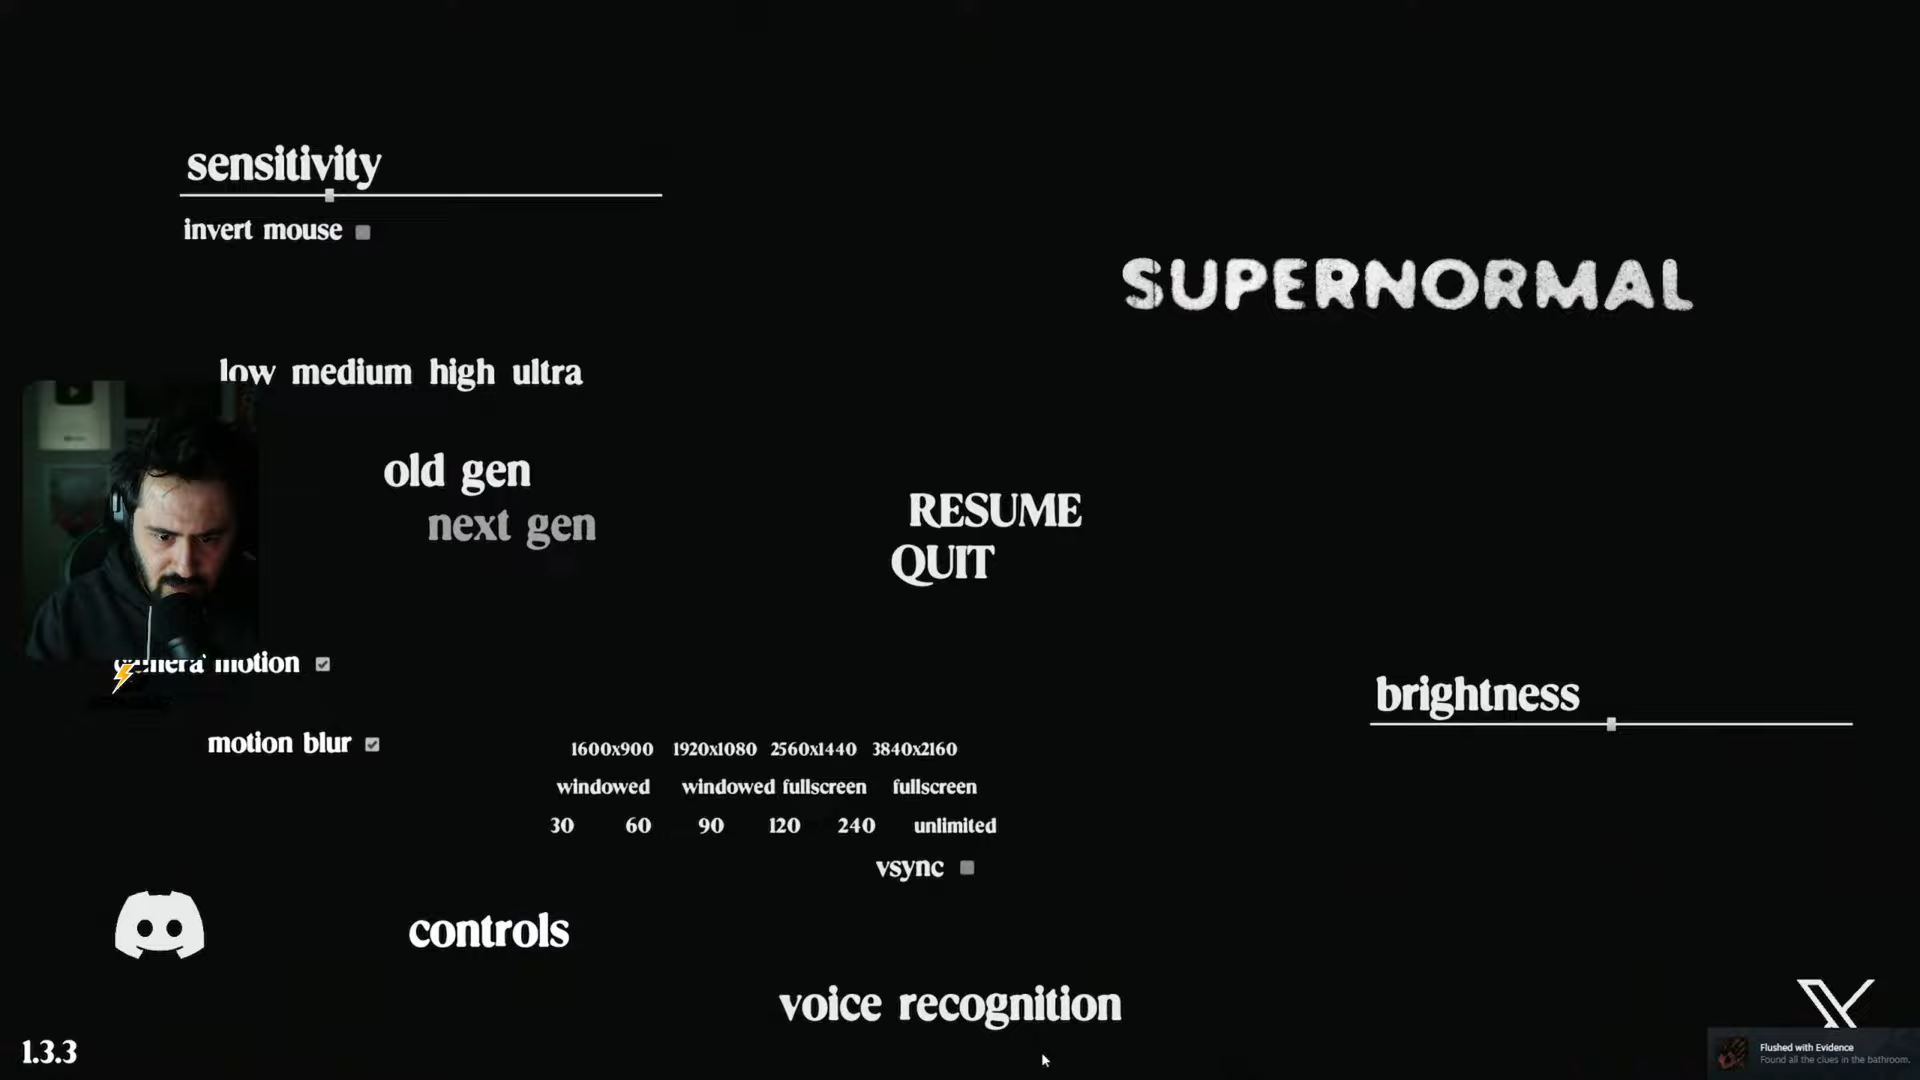 sensitivity
invert mouse
SUPERNORMAL
low medium high ultra
old gen
next gen
RESUME
QUIT
camera motion
brightness
motion blur
1600x900 1920x1080 2560x1440 3840x2160
windowed windowed fullscreen fullscreen
30 60 90 120 240 unlimited
vsync
controls
voice recognition
1.3.3
Flushed with Evidence
Found all the clues in the bathroom.